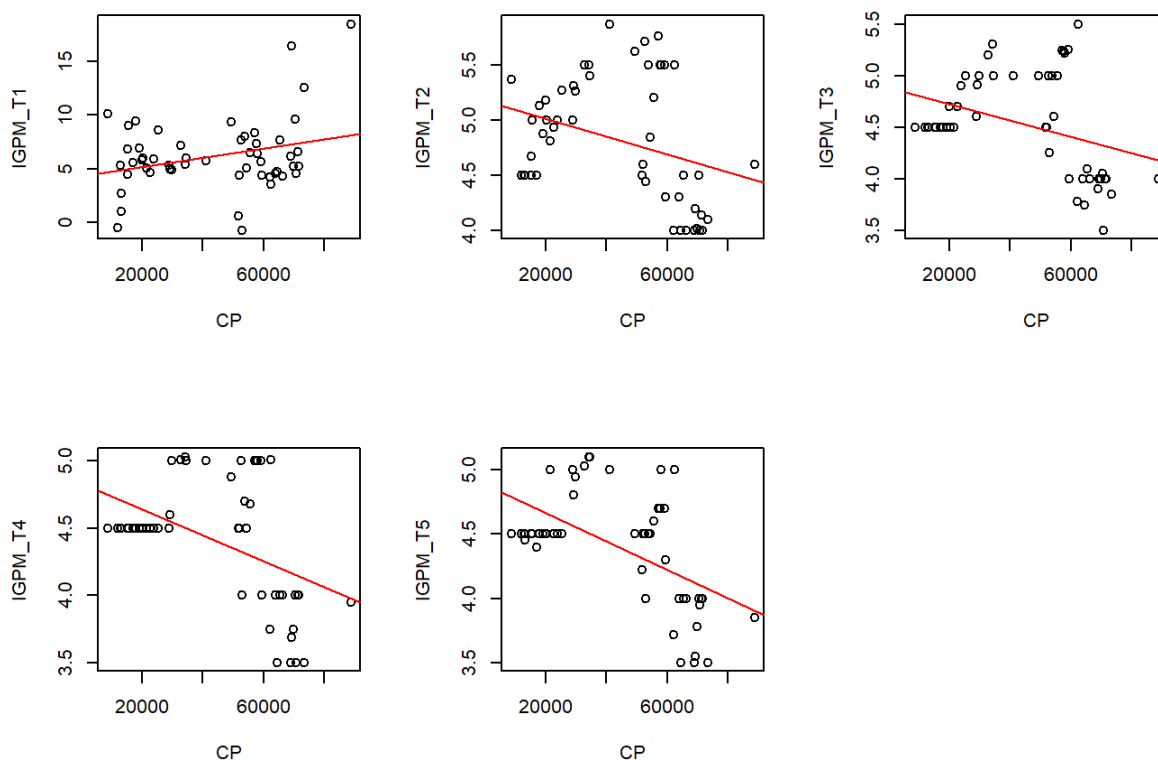 IGPM_T1
0 5 10 15
20000 60000
CP
IGPM_T2
4.0 4.5 5.0 5.5
20000 60000
CP
IGPM_T3
3.5 4.0 4.5 5.0 5.5
20000 60000
CP
IGPM_T4
3.5 4.0 4.5 5.0
20000 60000
CP
IGPM_T5
3.5 4.0 4.5 5.0
20000 60000
CP